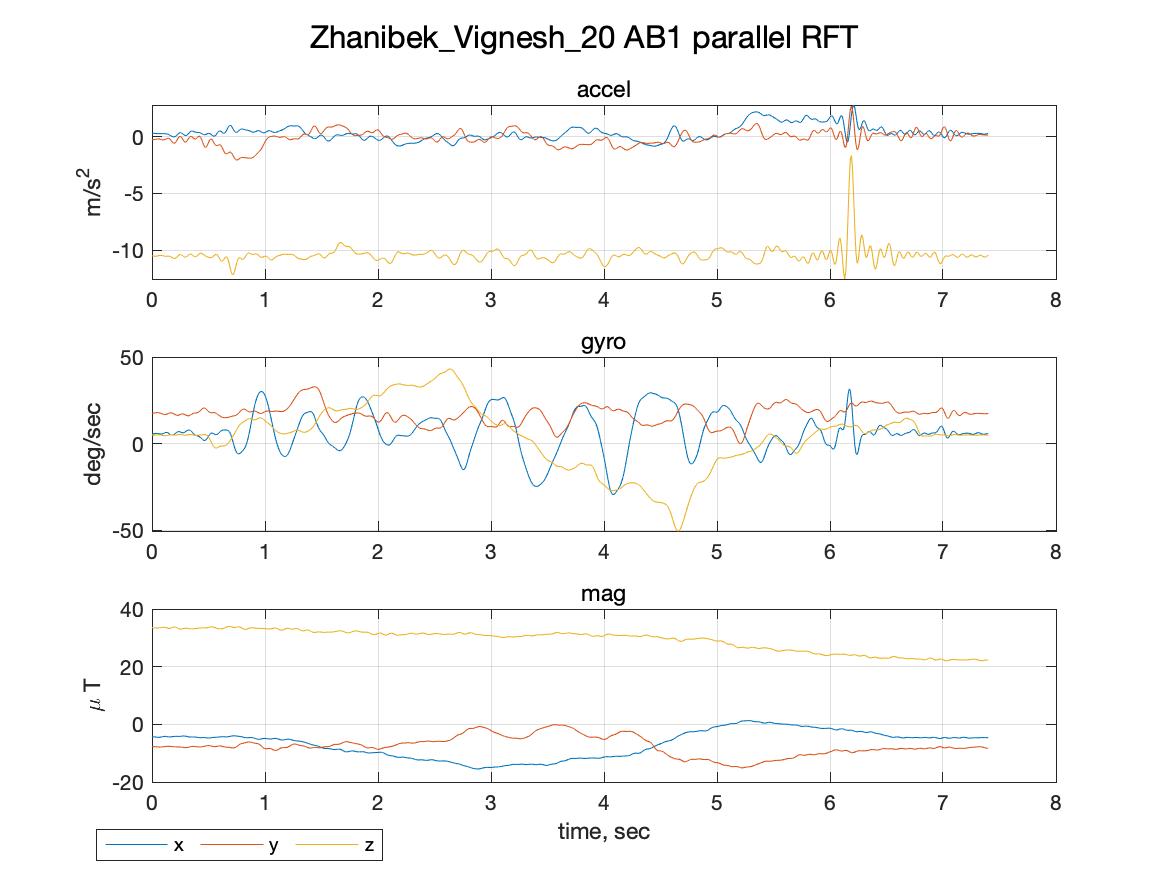 Zhanibek_Vignesh_20 AB1 parallel RFT
accel
0
-5
-10
m/s²
0 1 2 3 4 5 6 7 8
gyro
50
0
-50
deg/sec
0 1 2 3 4 5 6 7 8
mag
40
20
0
-20
μ T
0 1 2 3 4 5 6 7 8
time, sec
x y z